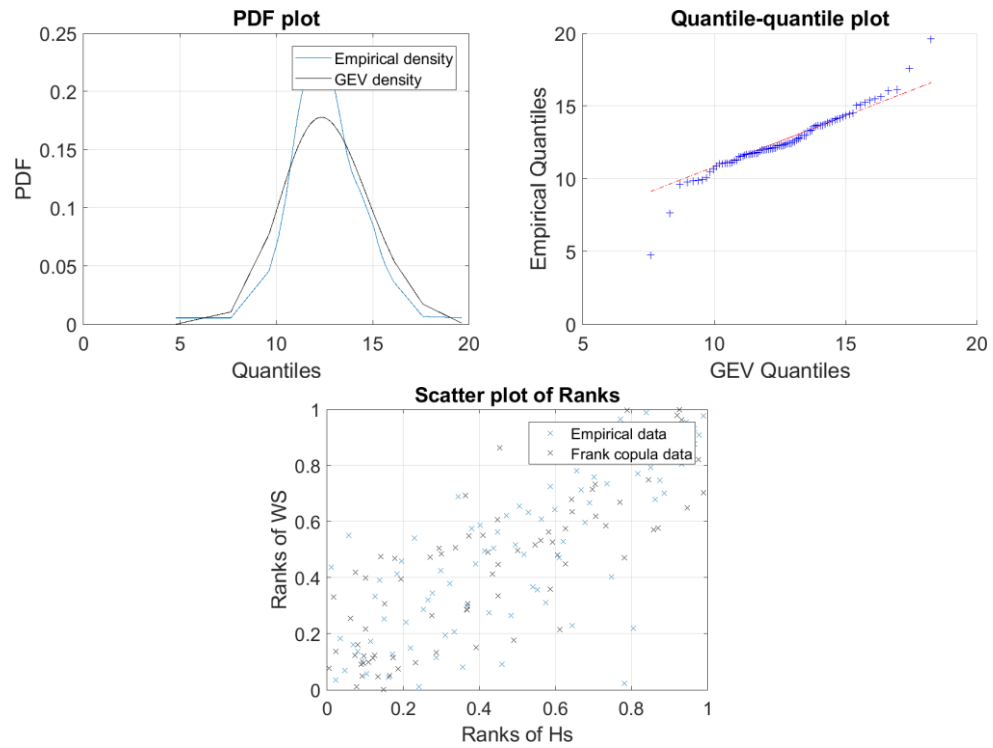 PDF plot
0.25
0.2
0.15
0.1
0.05
0
PDF
Empirical density
GEV density
0 5 10 15 20
Quantiles
Quantile-quantile plot
20
15
10
5
0
Empirical Quantiles
5 10 15 20
GEV Quantiles
Scatter plot of Ranks
1
0.8
0.6
0.4
0.2
0
Ranks of WS
Empirical data
Frank copula data
0 0.2 0.4 0.6 0.8 1
Ranks of Hs